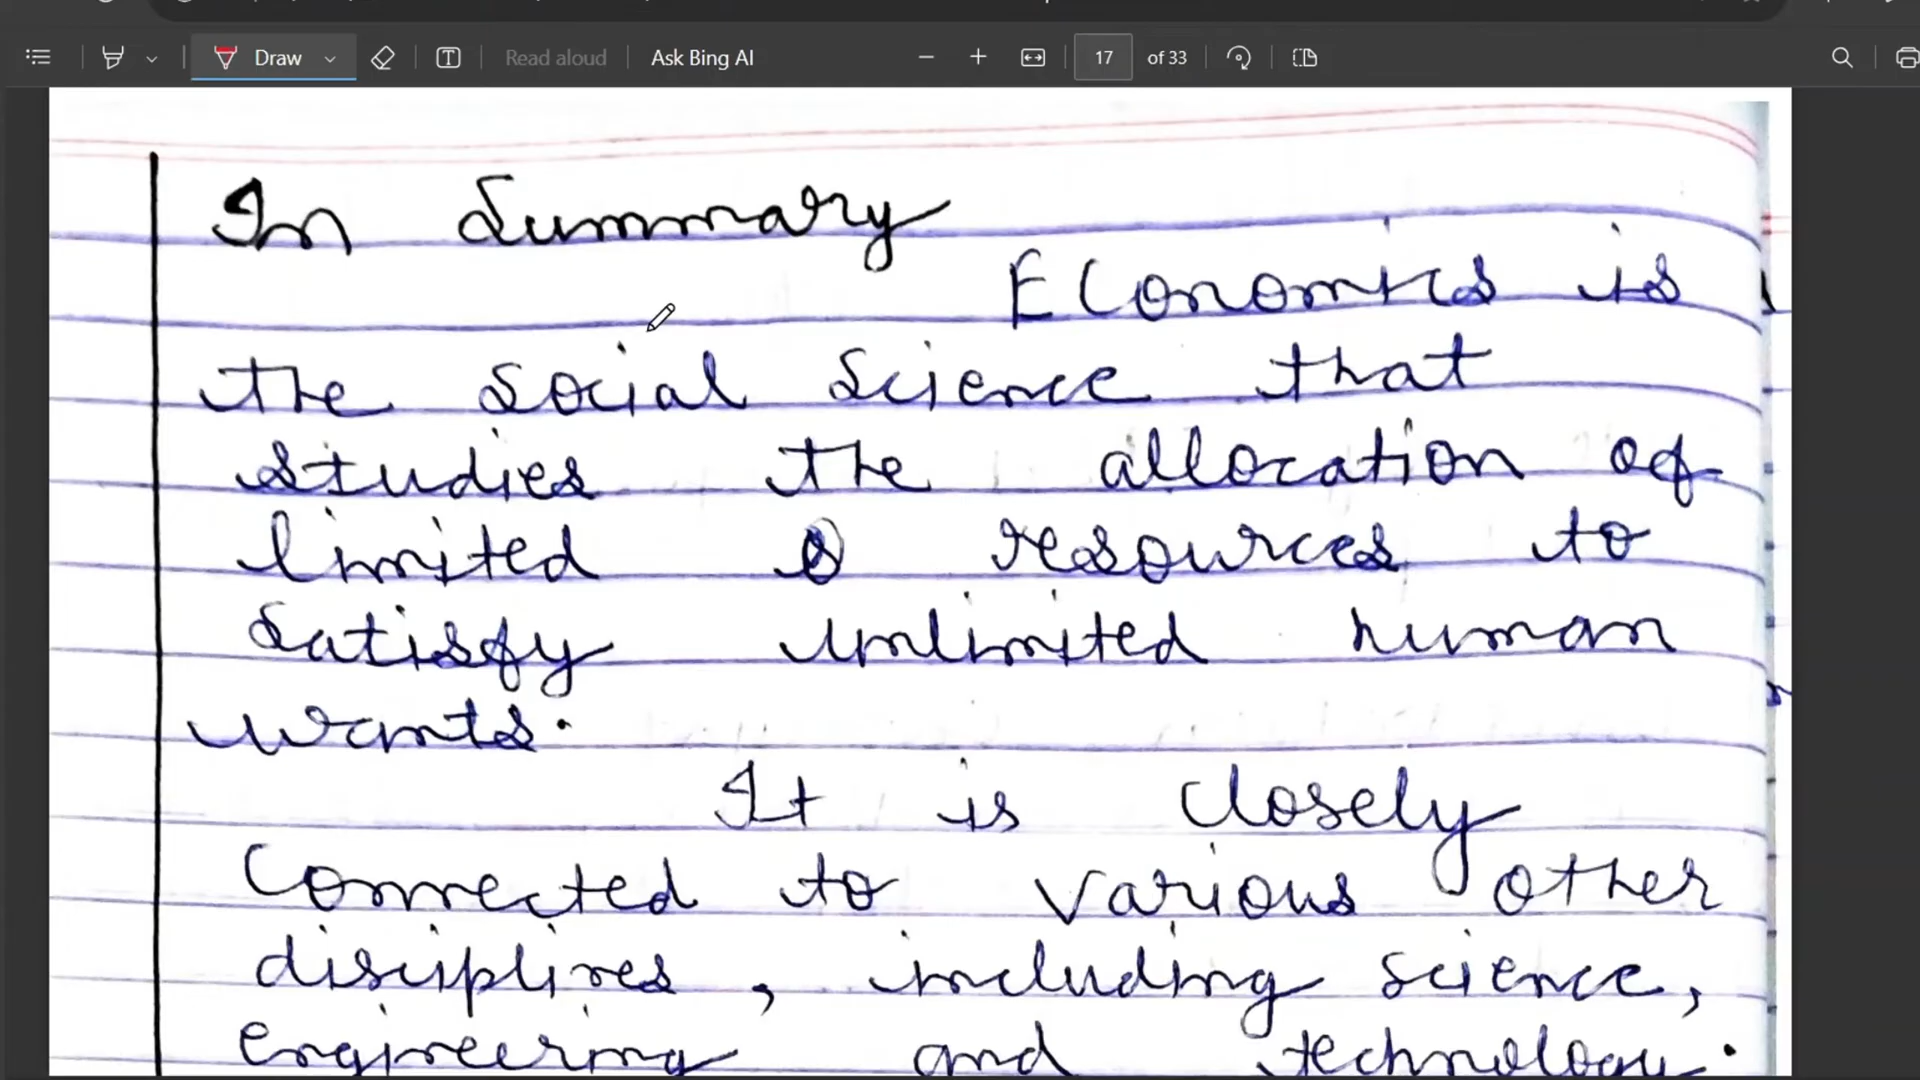 Draw
Read aloud
Ask Bing AI
17
of 33
In Summary
Economics is
the social science that
studies the allocation of
limited resources to
satisfy unlimited human
wants.
It is closely
Connected to various other
disciplines, including science,
engineering and technology.